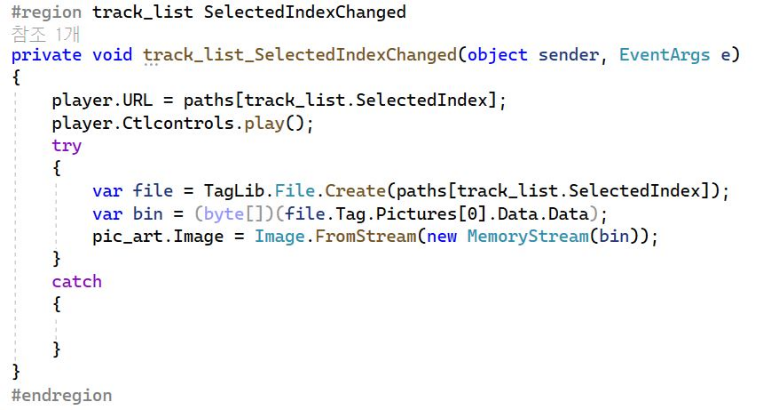 #region track_list SelectedIndexChanged
참조 1개
private void track_list_SelectedIndexChanged(object sender, EventArgs e)
{
    player.URL = paths[track_list.SelectedIndex];
    player.Ctlcontrols.play();
    try
    {
        var file = TagLib.File.Create(paths[track_list.SelectedIndex]);
        var bin = (byte[])(file.Tag.Pictures[0].Data.Data);
        pic_art.Image = Image.FromStream(new MemoryStream(bin));
    }
    catch
    {

    }
}
#endregion